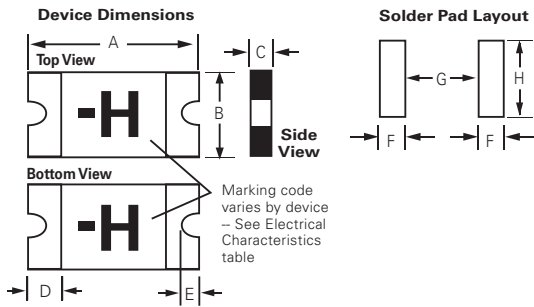 Device Dimensions
A
Top View
-H
B
C
Side
View
Bottom View
-H
Marking code
varies by device
-- See Electrical
Characteristics
table
D
E
Solder Pad Layout
G
H
F
F